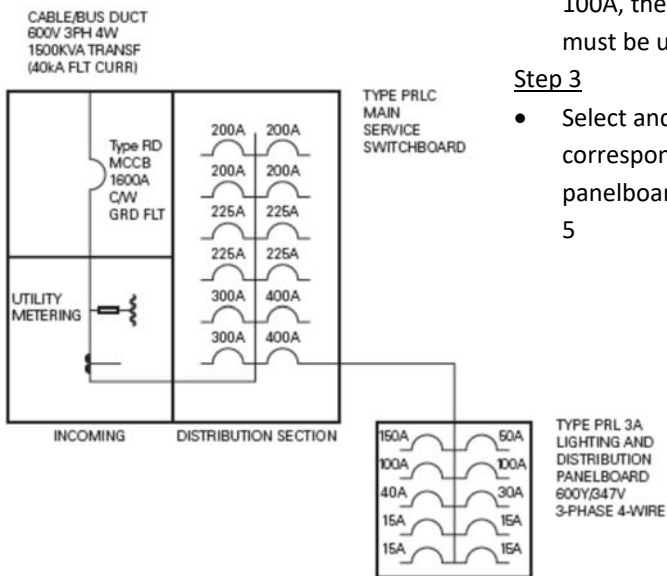 CABLE/BUS DUCT
600V 3PH 4W
1500KVA TRANSF
(40kA FLT CURR)
Type RD
MCCB
1600A
C/W
GRD FLT
UTILITY
METERING
INCOMING
200A 200A
200A 200A
225A 225A
225A 225A
300A 400A
300A 400A
DISTRIBUTION SECTION
TYPE PRLC
MAIN
SERVICE
SWITCHBOARD
150A 50A
100A 100A
40A 30A
15A 15A
15A 15A
TYPE PRL 3A
LIGHTING AND
DISTRIBUTION
PANELBOARD
600Y/347V
3-PHASE 4-WIRE
100A, the
must be u
Step 3
• Select and
correspon
panelboar
5